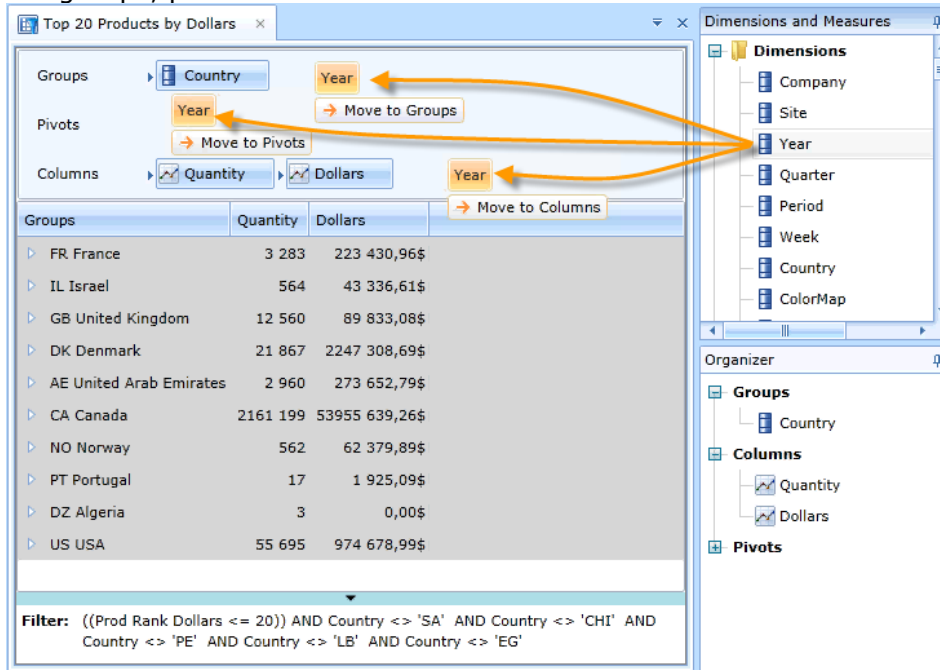 Top 20 Products by Dollars
Groups Country Year
Move to Groups
Pivots Year
Move to Pivots
Columns Quantity Dollars Year
Move to Columns
Groups Quantity Dollars
FR France 3 283 223 430,96$
IL Israel 564 43 336,61$
GB United Kingdom 12 560 89 833,08$
DK Denmark 21 867 2247 308,69$
AE United Arab Emirates 2 960 273 652,79$
CA Canada 2161 199 53955 639,26$
NO Norway 562 62 379,89$
PT Portugal 17 1 925,09$
DZ Algeria 3 0,00$
US USA 55 695 974 678,99$
Filter: ((Prod Rank Dollars <= 20)) AND Country <> 'SA' AND Country <> 'CHI' AND
Country <> 'PE' AND Country <> 'LB' AND Country <> 'EG'
Dimensions and Measures
Dimensions
Company
Site
Year
Quarter
Period
Week
Country
ColorMap
Organizer
Groups
Country
Columns
Quantity
Dollars
Pivots